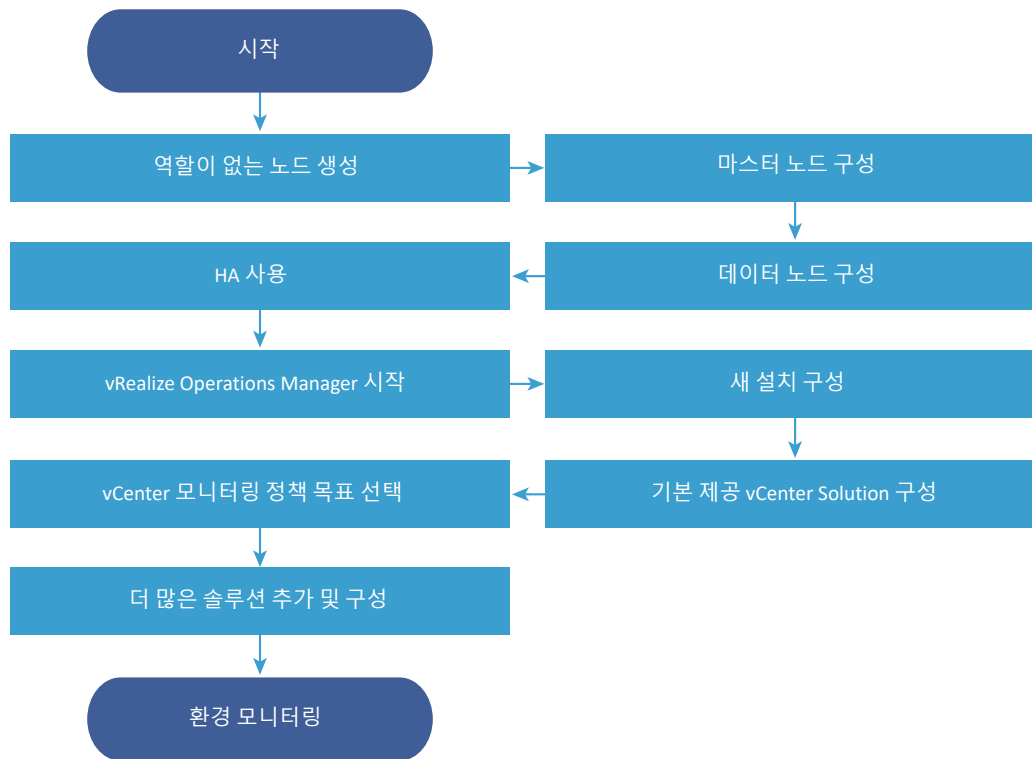 시작
역할이 없는 노드 생성
마스터 노드 구성
데이터 노드 구성
HA 사용
vRealize Operations Manager 시작
새 설치 구성
기본 제공 vCenter Solution 구성
vCenter 모니터링 정책 목표 선택
더 많은 솔루션 추가 및 구성
환경 모니터링